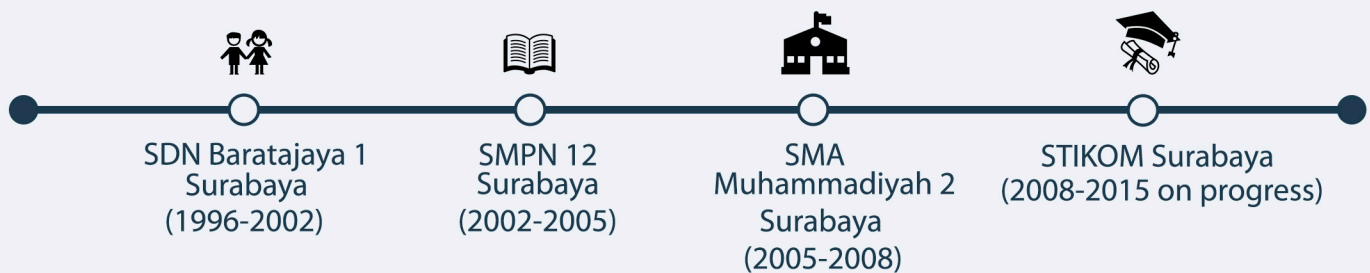 SDN Baratajaya 1
Surabaya
(1996-2002)
SMPN 12
Surabaya
(2002-2005)
SMA
Muhammadiyah 2
Surabaya
(2005-2008)
STIKOM Surabaya
(2008-2015 on progress)